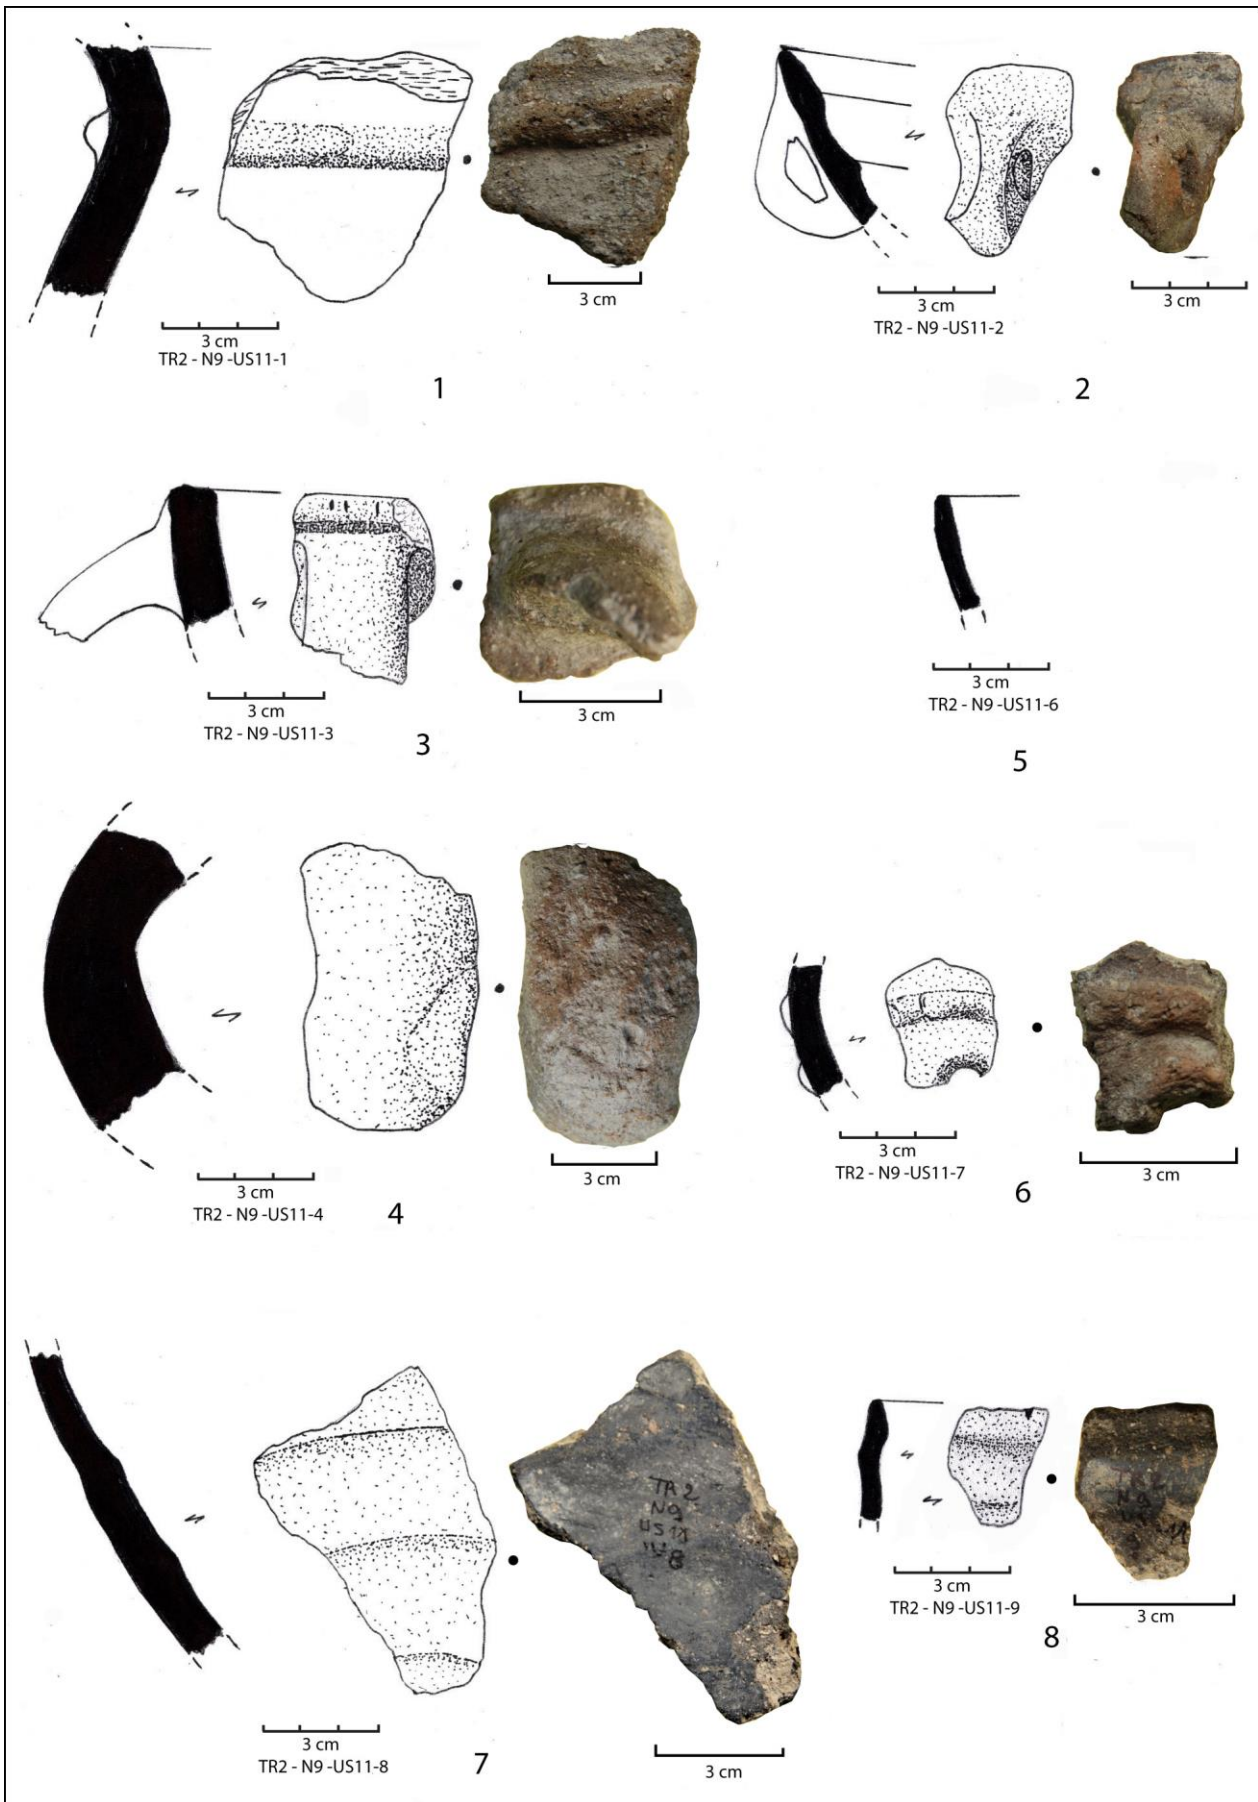 3 cm
TR2 - N9 -US11-1
3 cm
1
3 cm
TR2 - N9 -US11-2
3 cm
2
3 cm
TR2 - N9 -US11-3
3 cm
3
3 cm
TR2 - N9 -US11-6
5
3 cm
TR2 - N9 -US11-4
3 cm
4
3 cm
TR2 - N9 -US11-7
3 cm
6
TR2
N9
8
3 cm
TR2 - N9 -US11-8
3 cm
7
N9
3 cm
TR2 - N9 -US11-9
3 cm
8